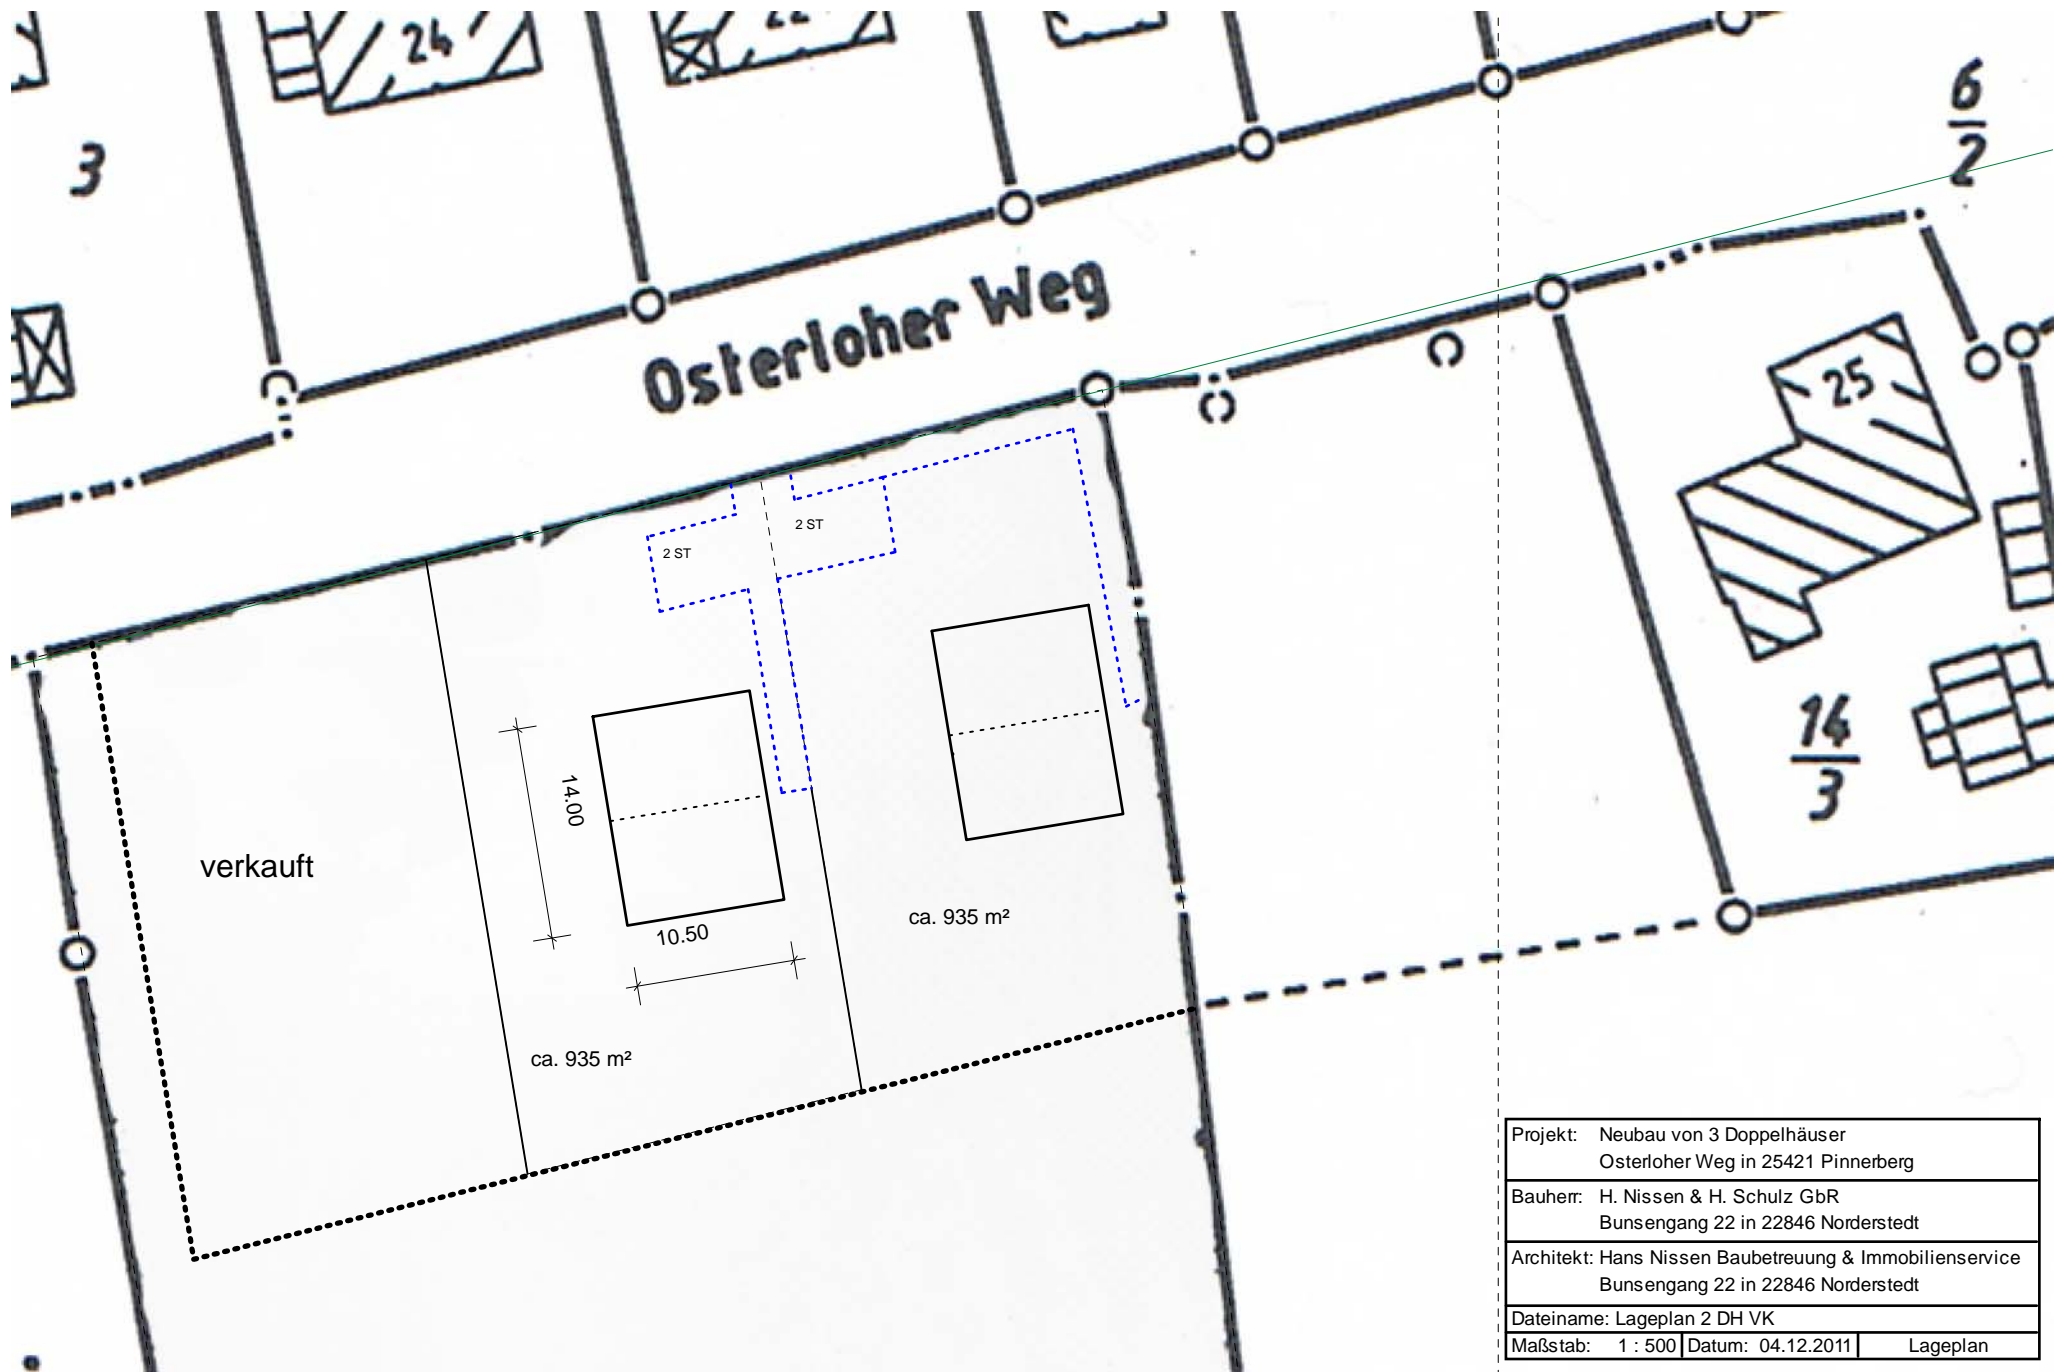 24
22
3
6
2
Osterloher Weg
25
2 ST
2 ST
14
3
14.00
verkauft
10.50
ca. 935 m²
ca. 935 m²
Projekt: Neubau von 3 Doppelhäuser
Osterloher Weg in 25421 Pinnerberg
Bauherr: H. Nissen & H. Schulz GbR
Bunsengang 22 in 22846 Norderstedt
Architekt: Hans Nissen Baubetreuung & Immobilienservice
Bunsengang 22 in 22846 Norderstedt
Dateiname: Lageplan 2 DH VK
Maßstab: 1 : 500 Datum: 04.12.2011 Lageplan